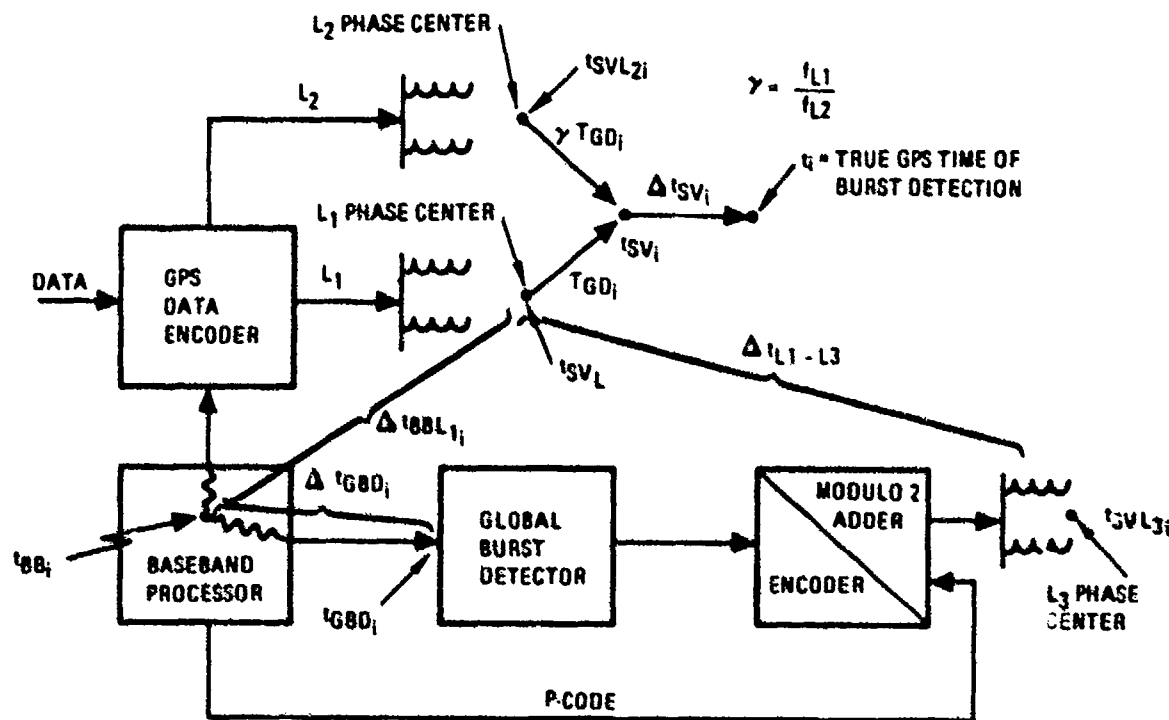 L2 PHASE CENTER
tSVL2i
γ = fL1 / fL2
L2
γ TGDi
ti = TRUE GPS TIME OF
BURST DETECTION
Δ tSVi
L1 PHASE CENTER
tSVi
GPS
DATA
ENCODER
DATA
L1
TGDi
Δ tL1 - L3
tSVL
Δ tBBL1i
Δ tGBDi
MODULO 2
ADDER
GLOBAL
BURST
DETECTOR
tSVL3i
tBBi
BASEBAND
PROCESSOR
ENCODER
tGBDi
L3 PHASE
CENTER
P-CODE